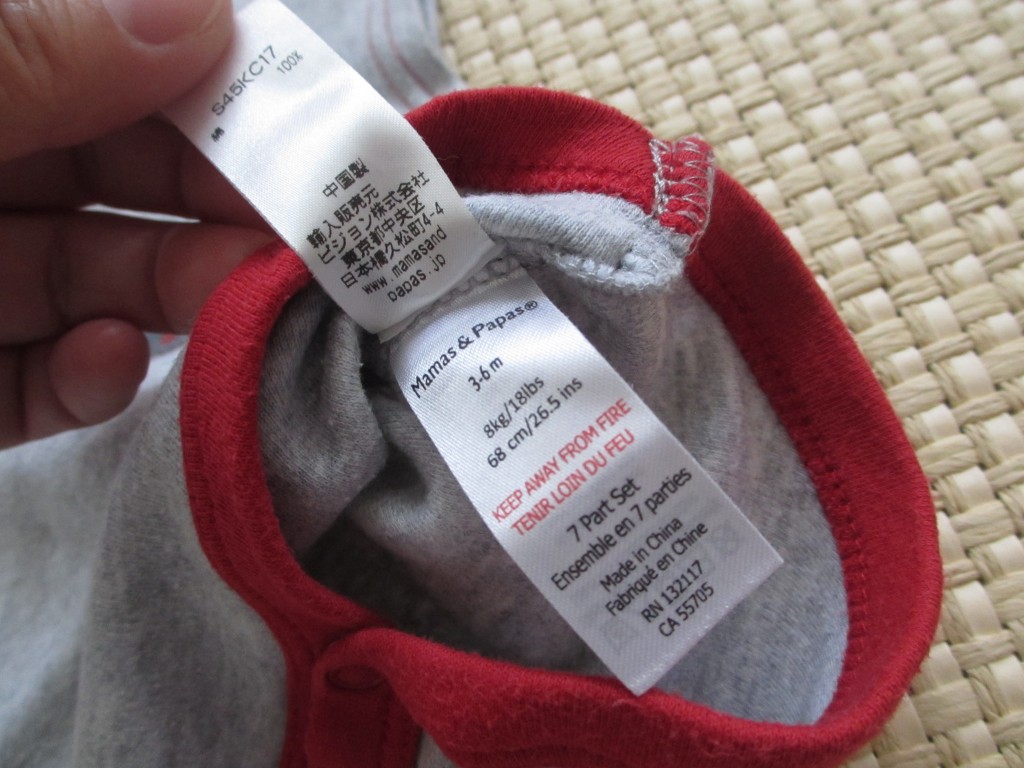 S45KC17
綿 100%
中国製
輸入販売元
ビジョン株式会社
東京都中央区
日本橋久松町4-4
www.mamasand
papas.jp
Mamas & Papas®
3-6 m
8kg/18lbs
68 cm/26.5 ins
KEEP AWAY FROM FIRE
TENIR LOIN DU FEU
7 Part Set
Ensemble en 7 parties
Made in China
Fabriqué en Chine
RN 132117
CA 55705